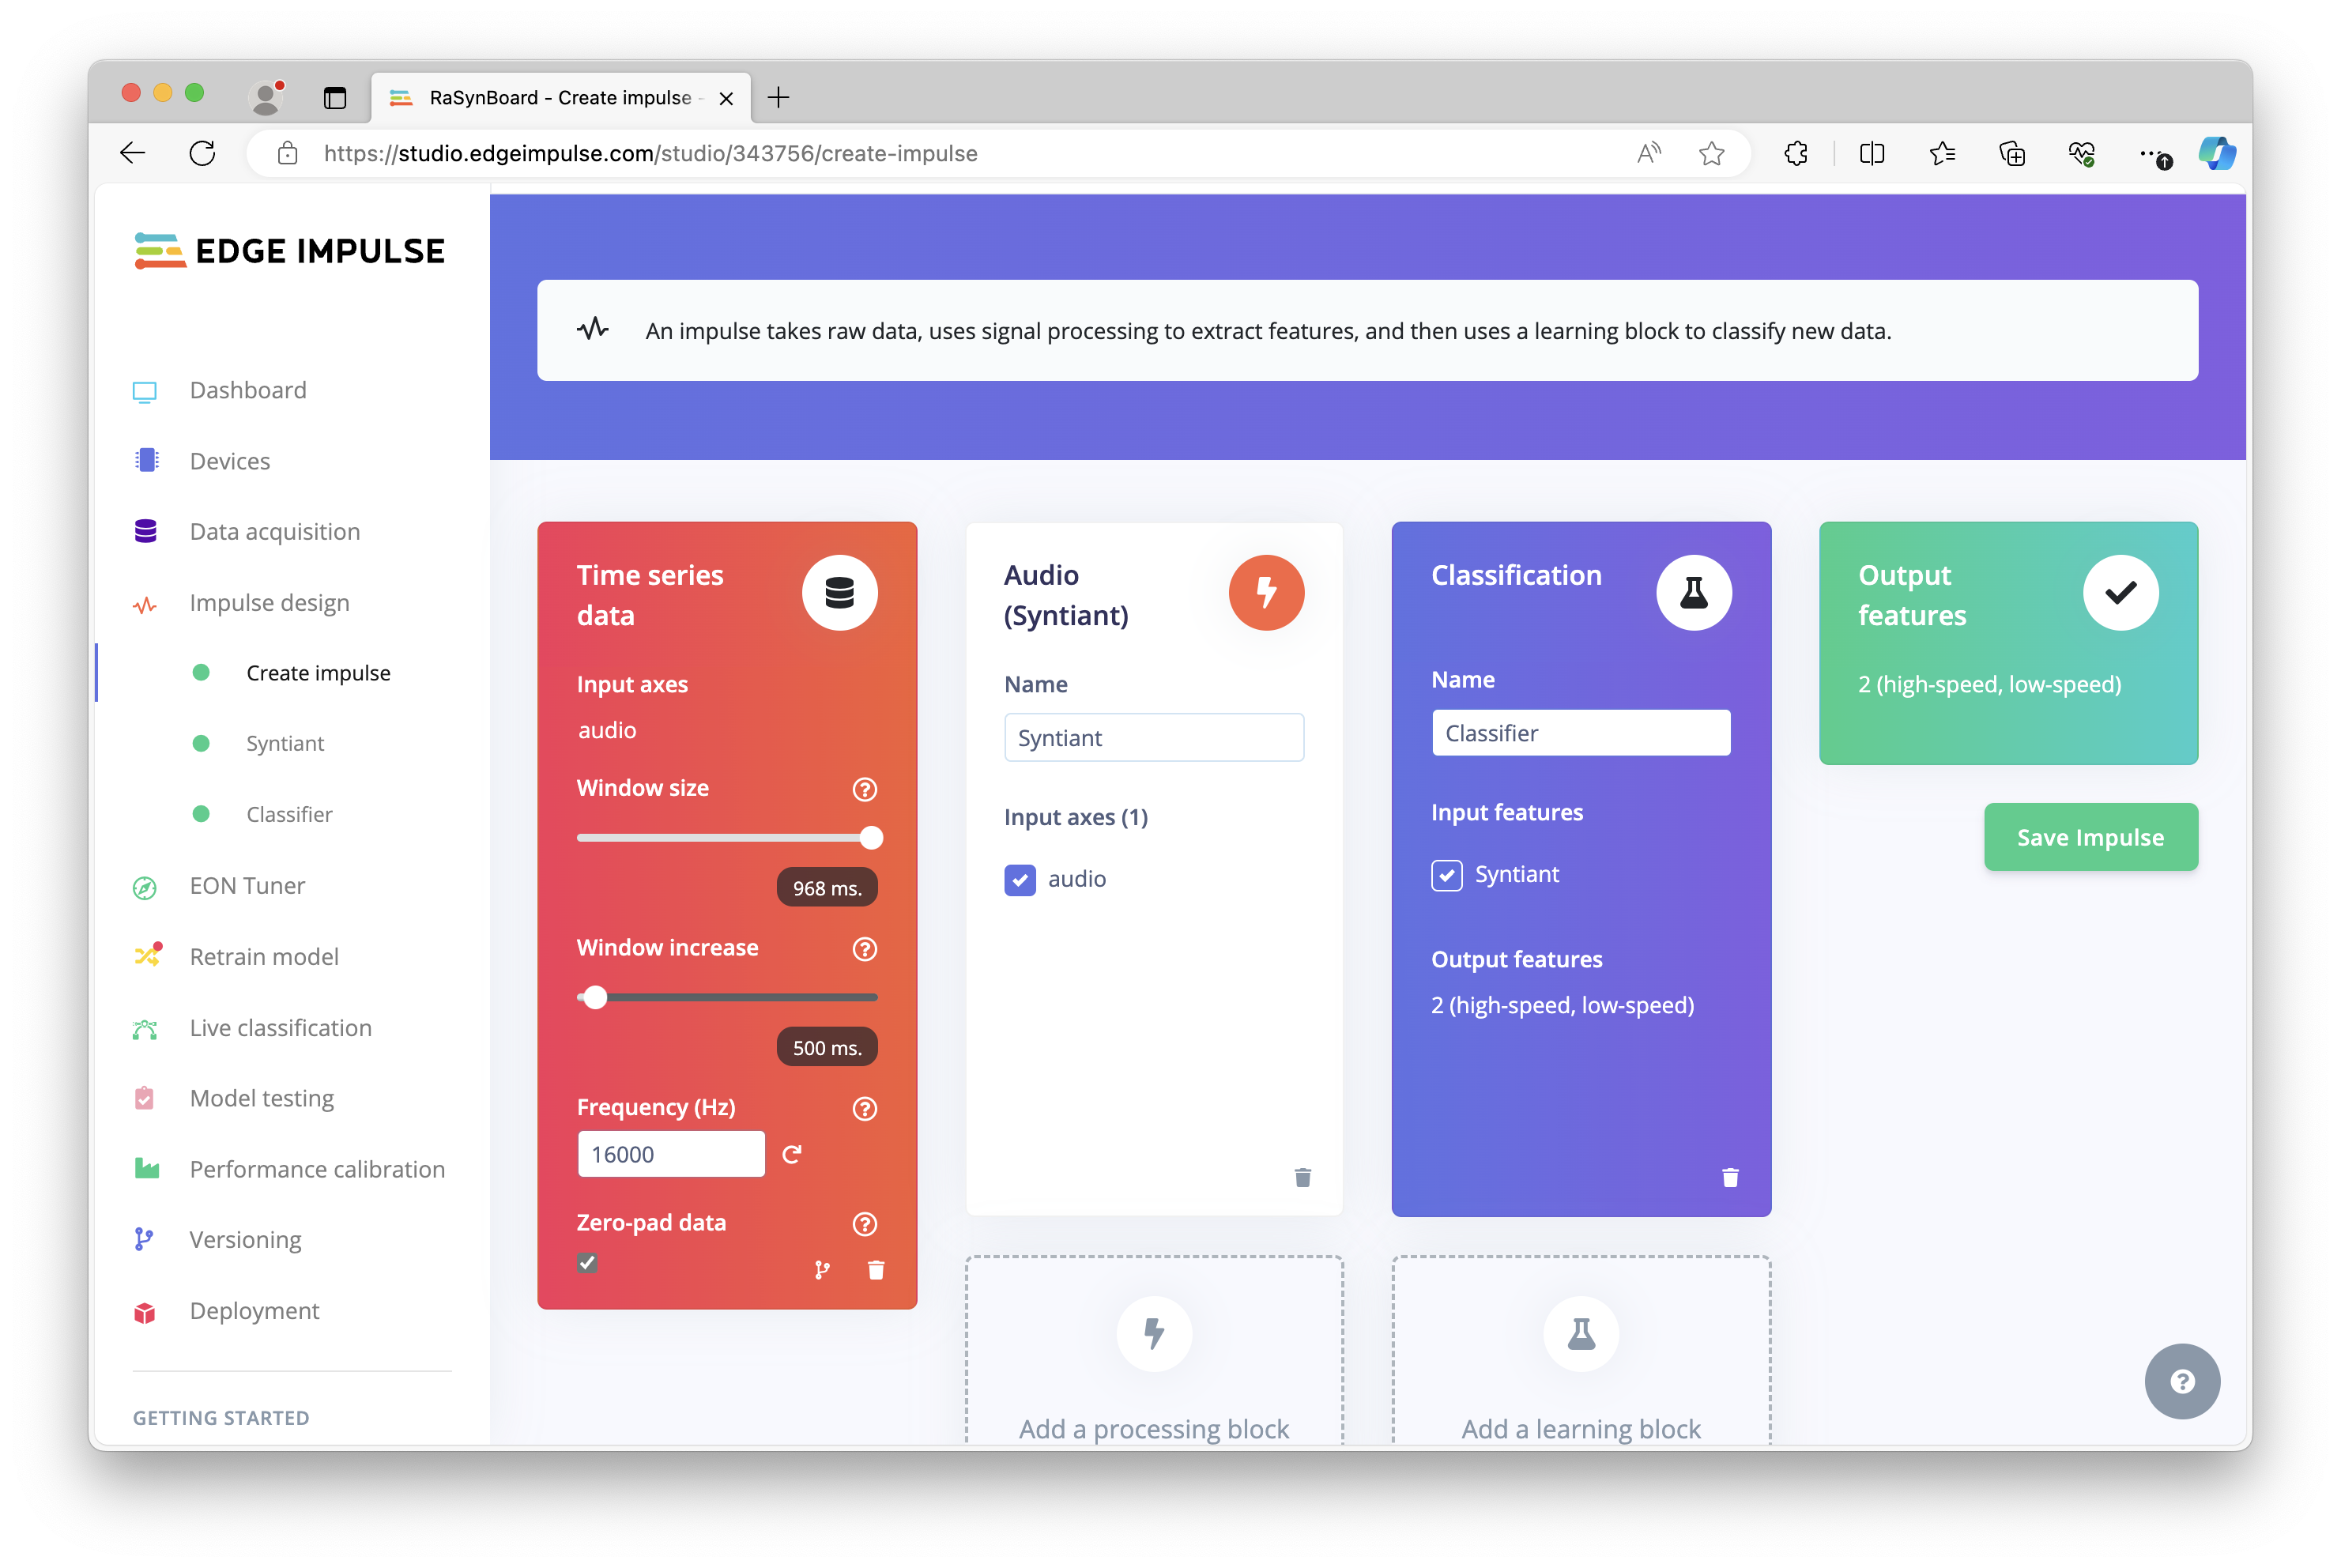 RaSynBoard - Create impulse -
https://studio.edgeimpulse.com/studio/343756/create-impulse
EDGE IMPULSE
Dashboard
Devices
Data acquisition
Impulse design
Create impulse
Syntiant
Classifier
EON Tuner
Retrain model
Live classification
Model testing
Performance calibration
Versioning
Deployment
GETTING STARTED
An impulse takes raw data, uses signal processing to extract features, and then uses a learning block to classify new data.
Time series
data
Input axes
audio
Window size
968 ms.
Window increase
500 ms.
Frequency (Hz)
16000
Zero-pad data
Audio
(Syntiant)
Name
Syntiant
Input axes (1)
audio
Add a processing block
Classification
Name
Classifier
Input features
Syntiant
Output features
2 (high-speed, low-speed)
Add a learning block
Output
features
2 (high-speed, low-speed)
Save Impulse